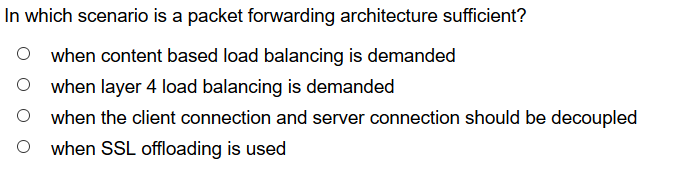 In which scenario is a packet forwarding architecture sufficient?
when content based load balancing is demanded
when layer 4 load balancing is demanded
when the client connection and server connection should be decoupled
when SSL offloading is used